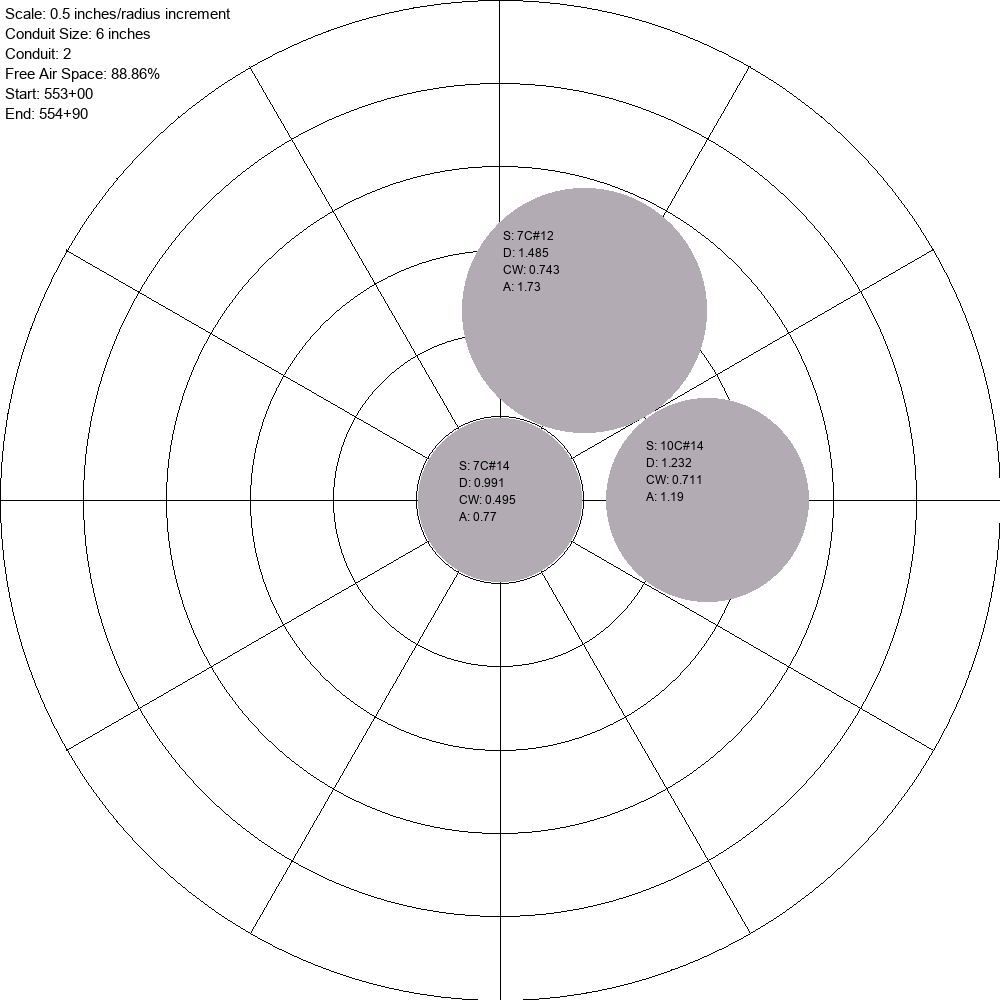 Scale: 0.5 inches/radius increment
Conduit Size: 6 inches
Conduit: 2
Free Air Space: 88.86%
Start: 553+00
End: 554+90
S: 7C#12
D: 1.485
CW: 0.743
A: 1.73
S: 7C#14
D: 0.991
CW: 0.495
A: 0.77
S: 10C#14
D: 1.232
CW: 0.711
A: 1.19